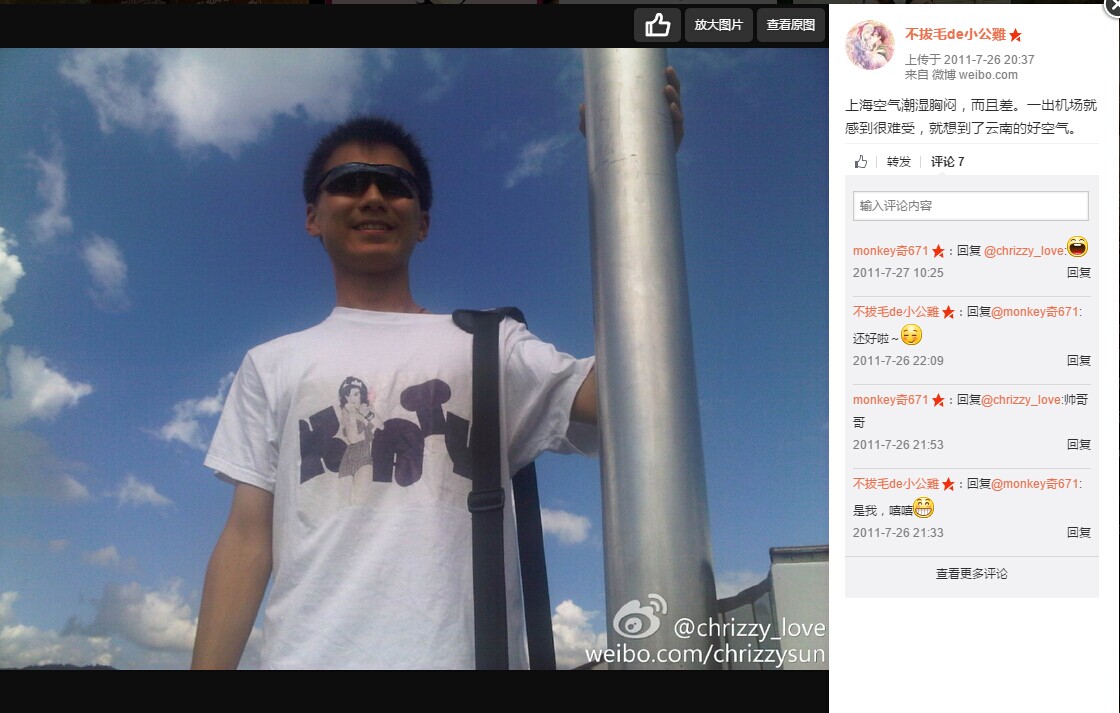 放大图片
查看原图
不拔毛de小公雞
上传于 2011-7-26 20:37
来自 微博 weibo.com
上海空气潮湿胸闷，而且差。一出机场就
感到很难受，就想到了云南的好空气。
转发
评论 7
输入评论内容
monkey奇671：回复 @chrizzy_love:
2011-7-27 10:25
回复
不拔毛de小公雞：回复@monkey奇671:
还好啦～
2011-7-26 22:09
回复
monkey奇671：回复@chrizzy_love:帅哥
哥
2011-7-26 21:53
回复
不拔毛de小公雞：回复@monkey奇671:
是我，嘻嘻
2011-7-26 21:33
回复
查看更多评论
@chrizzy_love
weibo.com/chrizzysun